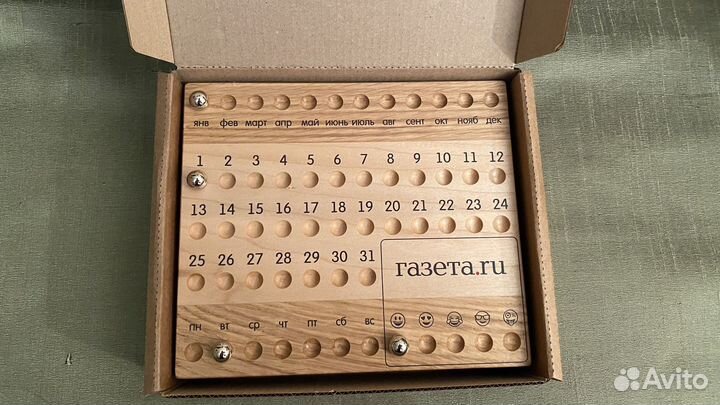 янв фев март апр май июнь июль авг сент окт нояб дек
1 2 3 4 5 6 7 8 9 10 11 12
13 14 15 16 17 18 19 20 21 22 23 24
25 26 27 28 29 30 31
газета.ru
пн вт ср чт пт сб вс
Avito